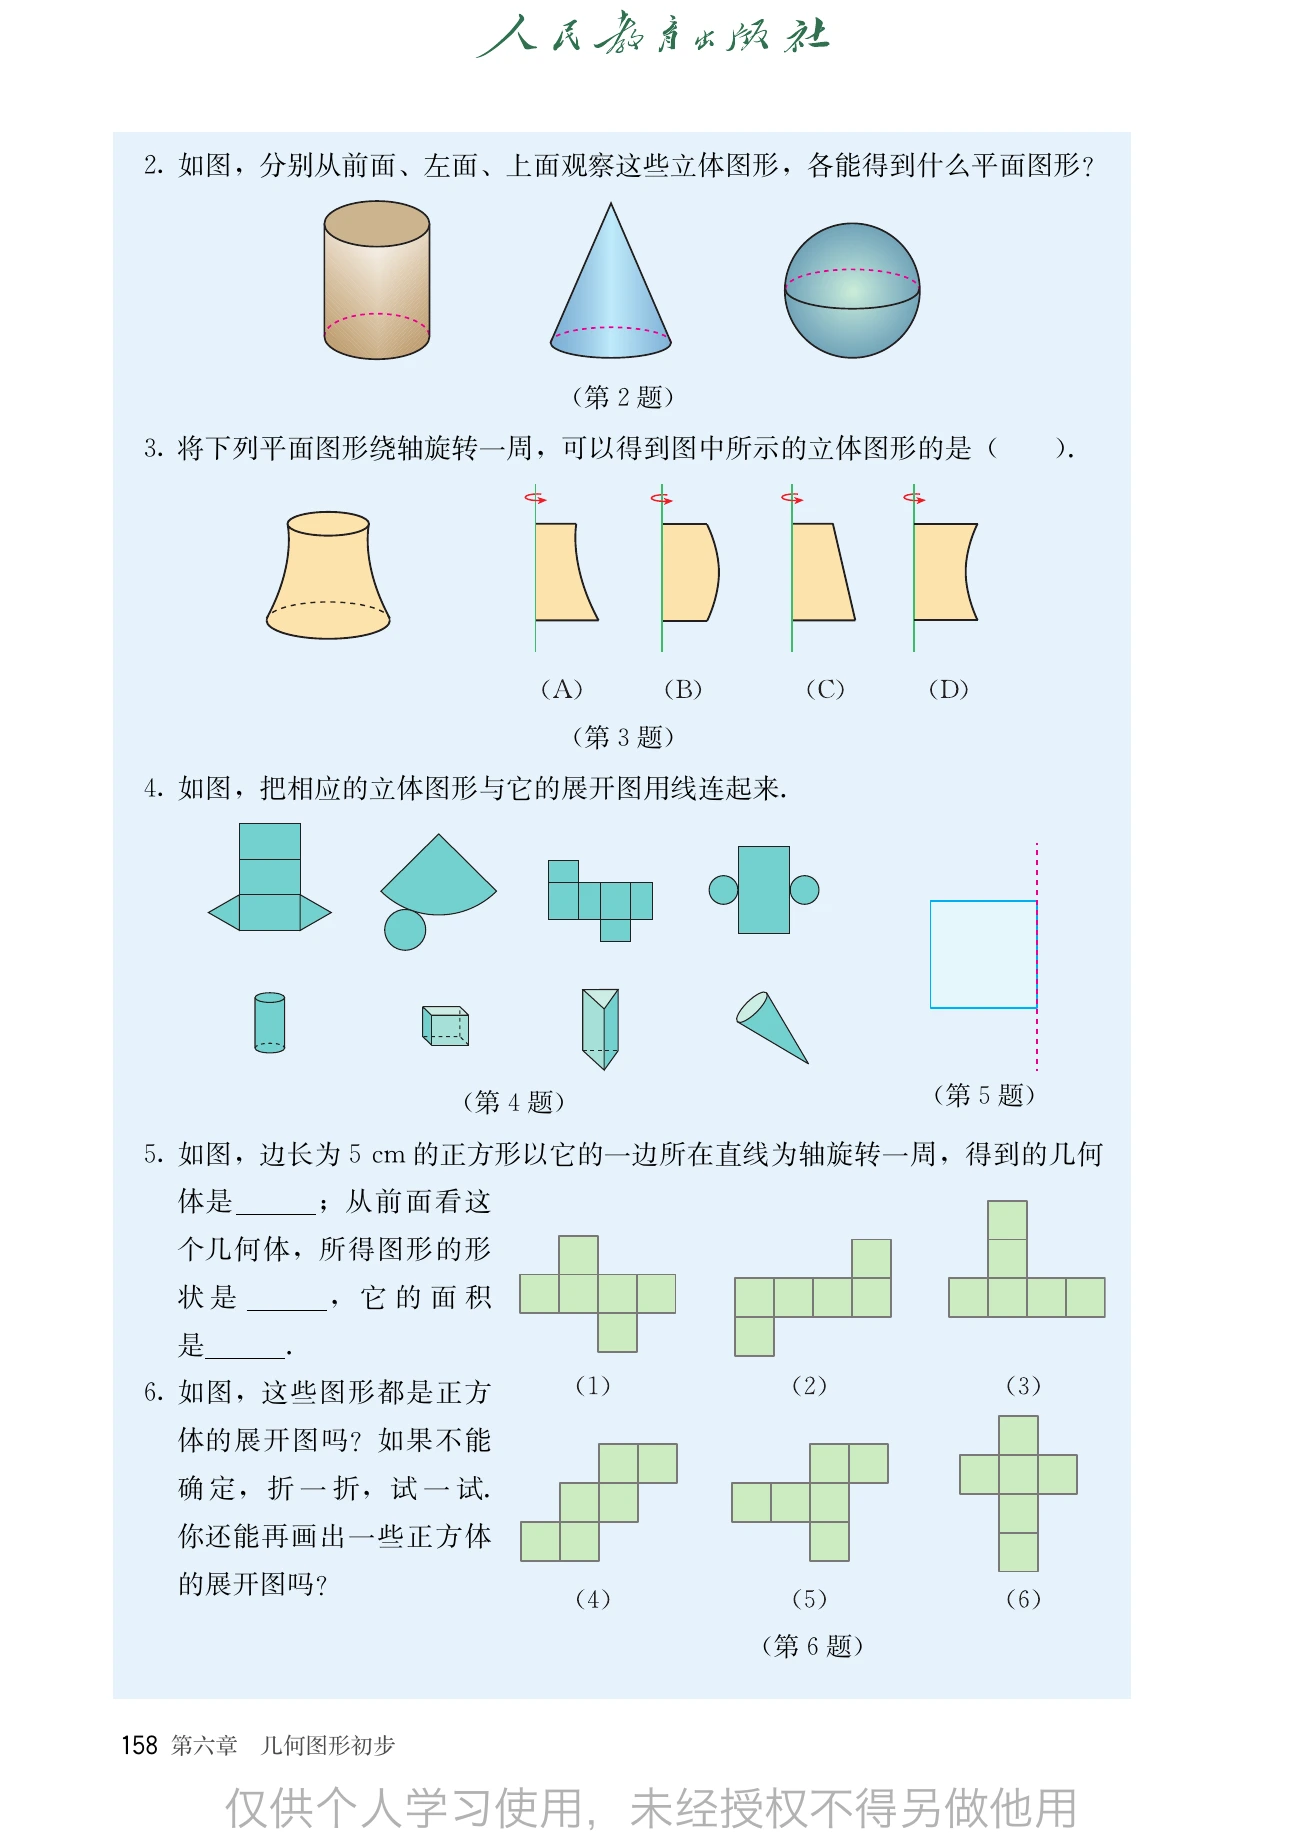 人民教育出版社
2. 如图，分别从前面、左面、上面观察这些立体图形，各能得到什么平面图形？
（第 2 题）
3. 将下列平面图形绕轴旋转一周，可以得到图中所示的立体图形的是（　　）.
（A）　（B）　（C）　（D）
（第 3 题）
4. 如图，把相应的立体图形与它的展开图用线连起来.
（第 4 题）
（第 5 题）
5. 如图，边长为 5 cm 的正方形以它的一边所在直线为轴旋转一周，得到的几何
体是______；从前面看这
个几何体，所得图形的形
状是 ______，它的面积
是______.
（1）　（2）　（3）
6. 如图，这些图形都是正方
体的展开图吗？如果不能
确定，折一折，试一试.
你还能再画出一些正方体
的展开图吗？
（4）　（5）　（6）
（第 6 题）
158 第六章　几何图形初步
仅供个人学习使用，未经授权不得另做他用